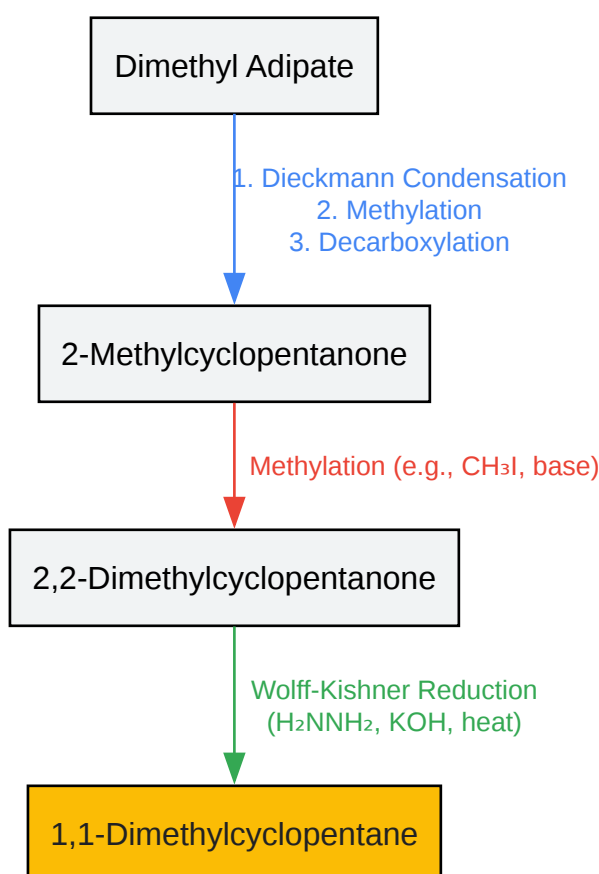 Dimethyl Adipate
1. Dieckmann Condensation
2. Methylation
3. Decarboxylation
2-Methylcyclopentanone
Methylation (e.g., CH₃I, base)
2,2-Dimethylcyclopentanone
Wolff-Kishner Reduction
(H₂NNH₂, KOH, heat)
1,1-Dimethylcyclopentane